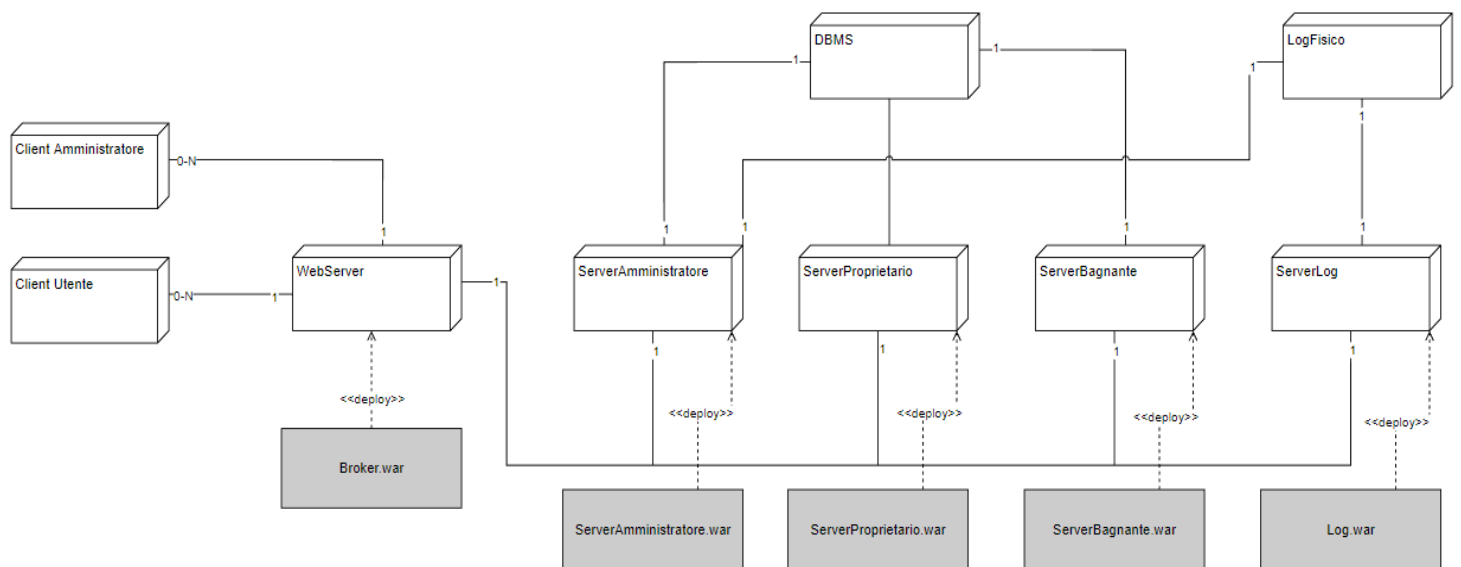 DBMS
LogFisico
1
1
1
1
1
Client Amministratore
0-N
1
1
1
1
1
WebServer
ServerAmministratore
ServerProprietario
ServerBagnante
ServerLog
Client Utente
0-N
1
1
1
1
1
1
<<deploy>>
<<deploy>>
<<deploy>>
<<deploy>>
<<deploy>>
Broker.war
ServerAmministratore.war
ServerProprietario.war
ServerBagnante.war
Log.war